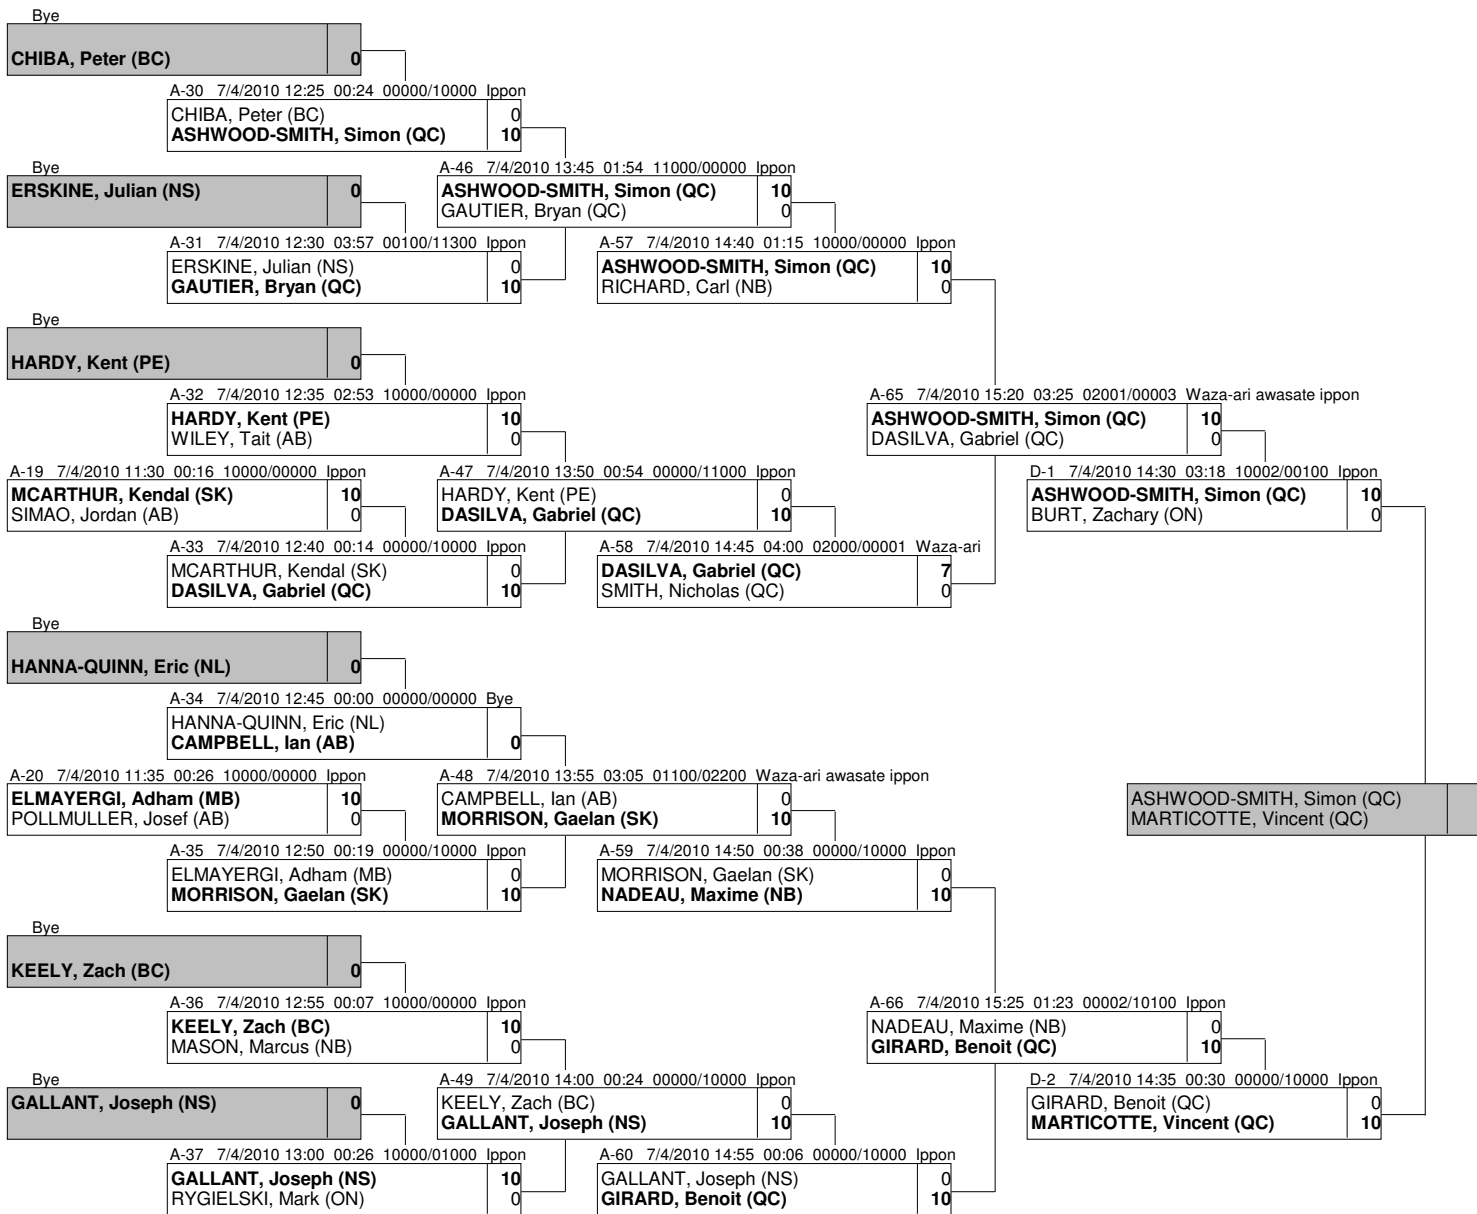 Bye
CHIBA, Peter (BC) 0
A-30 7/4/2010 12:25 00:24 00000/10000 Ippon
CHIBA, Peter (BC) 0
ASHWOOD-SMITH, Simon (QC) 10
Bye
ERSKINE, Julian (NS) 0
A-46 7/4/2010 13:45 01:54 11000/00000 Ippon
ASHWOOD-SMITH, Simon (QC) 10
GAUTIER, Bryan (QC) 0
A-31 7/4/2010 12:30 03:57 00100/11300 Ippon
ERSKINE, Julian (NS) 0
GAUTIER, Bryan (QC) 10
A-57 7/4/2010 14:40 01:15 10000/00000 Ippon
ASHWOOD-SMITH, Simon (QC) 10
RICHARD, Carl (NB) 0
Bye
HARDY, Kent (PE) 0
A-32 7/4/2010 12:35 02:53 10000/00000 Ippon
HARDY, Kent (PE) 10
WILEY, Tait (AB) 0
A-65 7/4/2010 15:20 03:25 02001/00003 Waza-ari awasate ippon
ASHWOOD-SMITH, Simon (QC) 10
DASILVA, Gabriel (QC) 0
A-19 7/4/2010 11:30 00:16 10000/00000 Ippon
MCARTHUR, Kendal (SK) 10
SIMAO, Jordan (AB) 0
A-47 7/4/2010 13:50 00:54 00000/11000 Ippon
HARDY, Kent (PE) 0
DASILVA, Gabriel (QC) 10
D-1 7/4/2010 14:30 03:18 10002/00100 Ippon
ASHWOOD-SMITH, Simon (QC) 10
BURT, Zachary (ON) 0
A-33 7/4/2010 12:40 00:14 00000/10000 Ippon
MCARTHUR, Kendal (SK) 0
DASILVA, Gabriel (QC) 10
A-58 7/4/2010 14:45 04:00 02000/00001 Waza-ari
DASILVA, Gabriel (QC) 7
SMITH, Nicholas (QC) 0
Bye
HANNA-QUINN, Eric (NL) 0
A-34 7/4/2010 12:45 00:00 00000/00000 Bye
HANNA-QUINN, Eric (NL)
CAMPBELL, Ian (AB) 0
A-20 7/4/2010 11:35 00:26 10000/00000 Ippon
ELMAYERGI, Adham (MB) 10
POLLMULLER, Josef (AB) 0
A-48 7/4/2010 13:55 03:05 01100/02200 Waza-ari awasate ippon
CAMPBELL, Ian (AB) 0
MORRISON, Gaelan (SK) 10
ASHWOOD-SMITH, Simon (QC)
MARTICOTTE, Vincent (QC)
A-35 7/4/2010 12:50 00:19 00000/10000 Ippon
ELMAYERGI, Adham (MB) 0
MORRISON, Gaelan (SK) 10
A-59 7/4/2010 14:50 00:38 00000/10000 Ippon
MORRISON, Gaelan (SK) 0
NADEAU, Maxime (NB) 10
Bye
KEELY, Zach (BC) 0
A-36 7/4/2010 12:55 00:07 10000/00000 Ippon
KEELY, Zach (BC) 10
MASON, Marcus (NB) 0
A-66 7/4/2010 15:25 01:23 00002/10100 Ippon
NADEAU, Maxime (NB) 0
GIRARD, Benoit (QC) 10
Bye
GALLANT, Joseph (NS) 0
A-49 7/4/2010 14:00 00:24 00000/10000 Ippon
KEELY, Zach (BC) 0
GALLANT, Joseph (NS) 10
D-2 7/4/2010 14:35 00:30 00000/10000 Ippon
GIRARD, Benoit (QC) 0
MARTICOTTE, Vincent (QC) 10
A-37 7/4/2010 13:00 00:26 10000/01000 Ippon
GALLANT, Joseph (NS) 10
RYGIELSKI, Mark (ON) 0
A-60 7/4/2010 14:55 00:06 00000/10000 Ippon
GALLANT, Joseph (NS) 0
GIRARD, Benoit (QC) 10